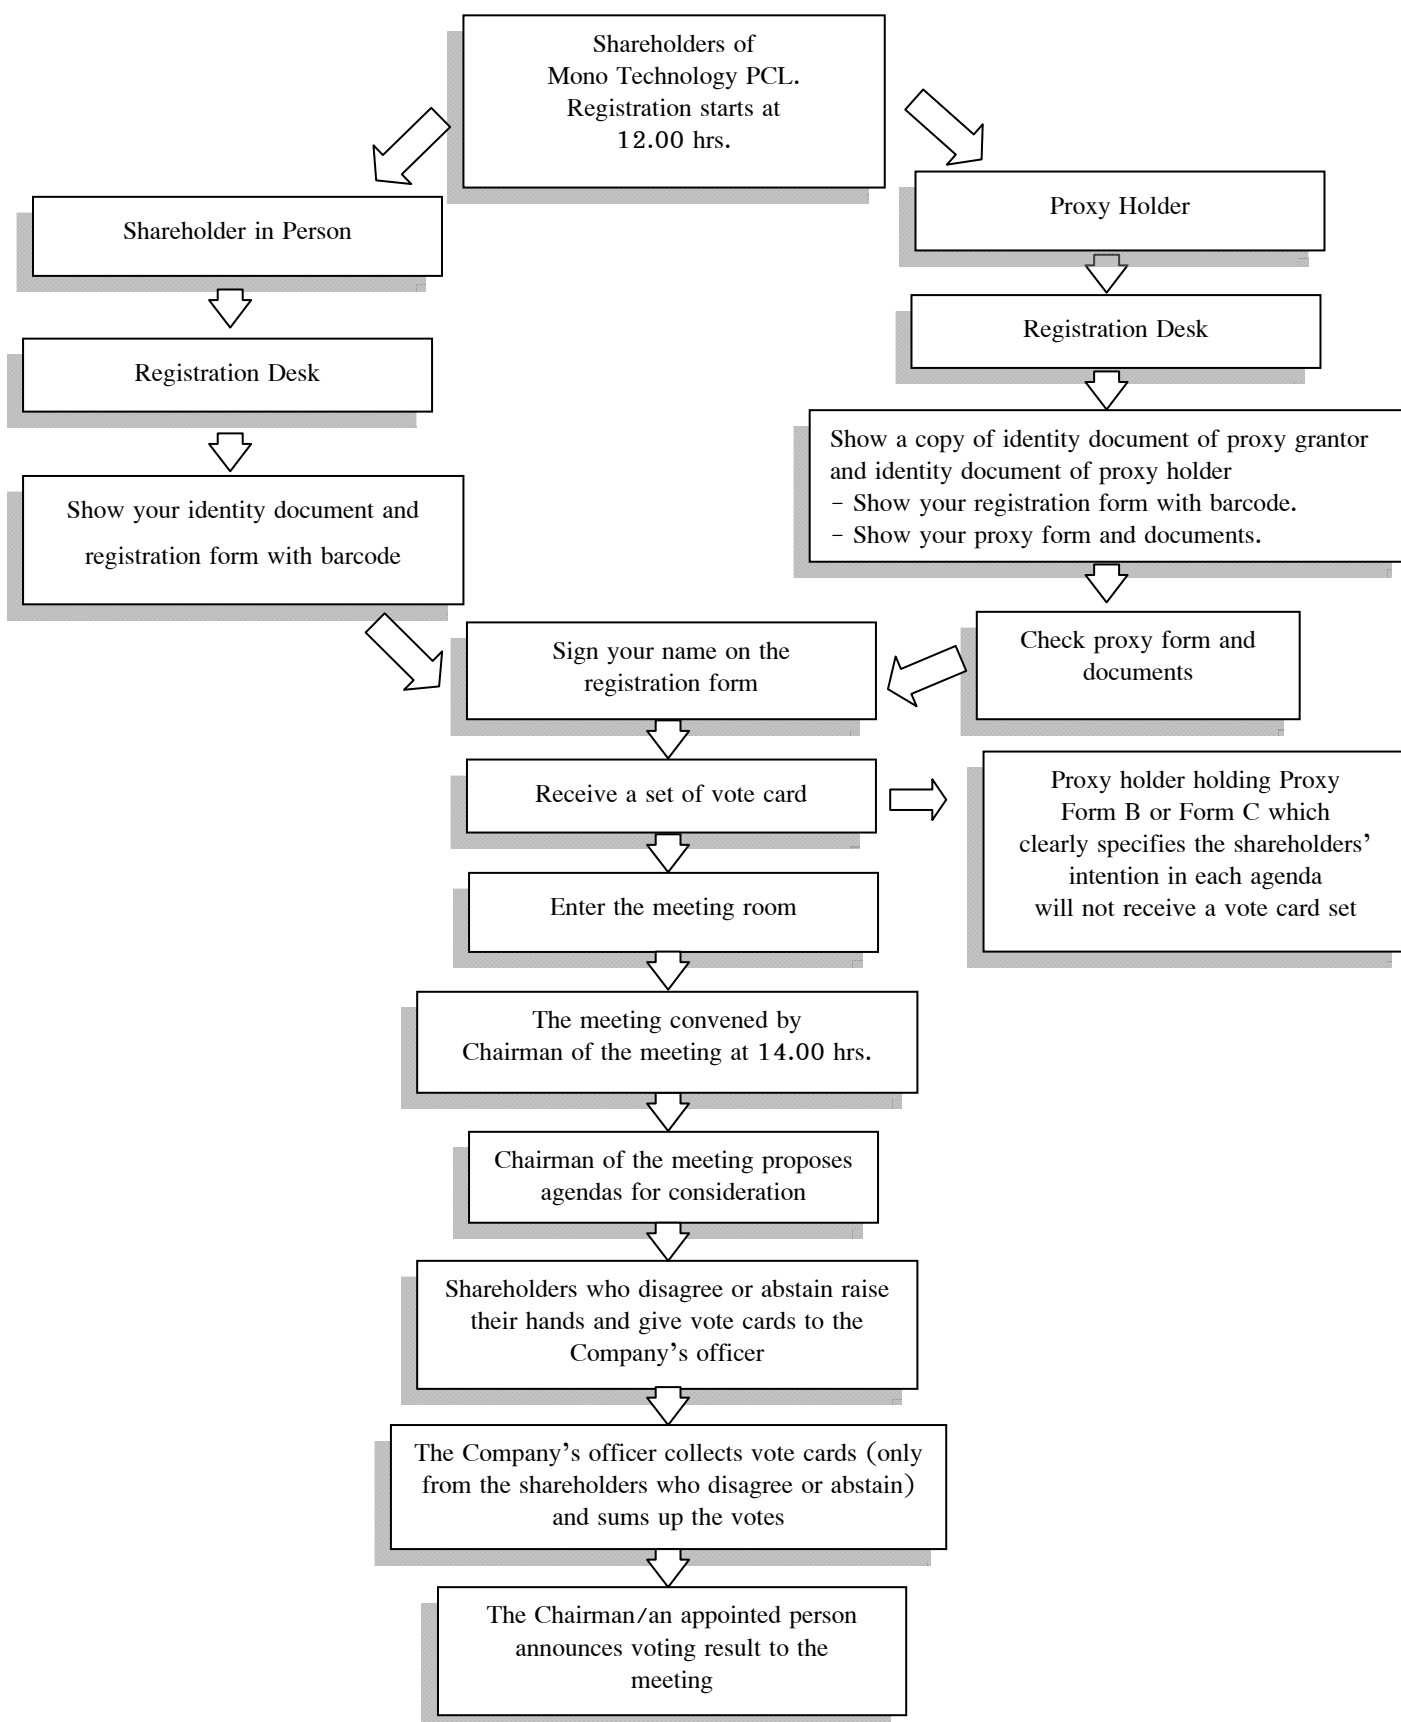 Shareholders of
Mono Technology PCL.
Registration starts at
12.00 hrs.
Shareholder in Person
Proxy Holder
Registration Desk
Registration Desk
Show your identity document and
registration form with barcode
Show a copy of identity document of proxy grantor
and identity document of proxy holder
- Show your registration form with barcode.
- Show your proxy form and documents.
Check proxy form and
documents
Sign your name on the
registration form
Receive a set of vote card
Proxy holder holding Proxy
Form B or Form C which
clearly specifies the shareholders’
intention in each agenda
will not receive a vote card set
Enter the meeting room
The meeting convened by
Chairman of the meeting at 14.00 hrs.
Chairman of the meeting proposes
agendas for consideration
Shareholders who disagree or abstain raise
their hands and give vote cards to the
Company’s officer
The Company’s officer collects vote cards (only
from the shareholders who disagree or abstain)
and sums up the votes
The Chairman/an appointed person
announces voting result to the
meeting